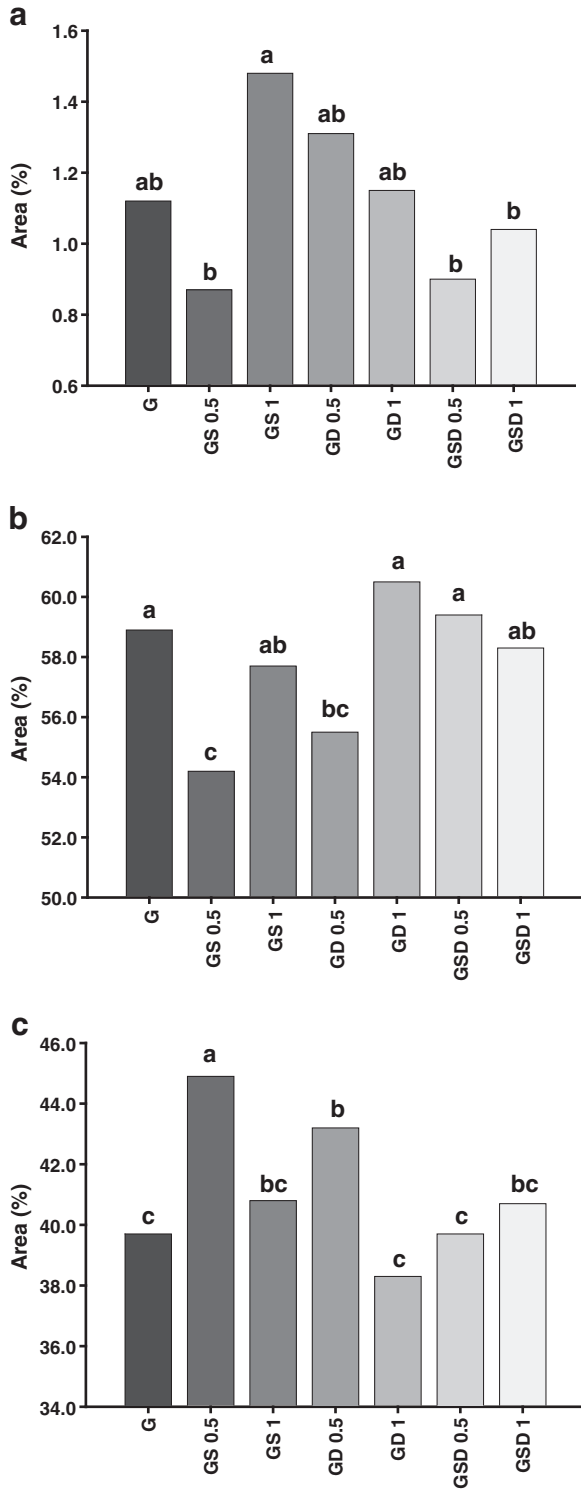 a
Area (%)
1.6
1.4
1.2
1.0
0.8
0.6
ab
b
a
ab
ab
b
b
G
GS 0.5
GS 1
GD 0.5
GD 1
GSD 0.5
GSD 1
b
Area (%)
62.0
60.0
58.0
56.0
54.0
52.0
50.0
a
c
ab
bc
a
a
ab
G
GS 0.5
GS 1
GD 0.5
GD 1
GSD 0.5
GSD 1
c
Area (%)
46.0
44.0
42.0
40.0
38.0
36.0
34.0
c
a
bc
b
c
c
bc
G
GS 0.5
GS 1
GD 0.5
GD 1
GSD 0.5
GSD 1